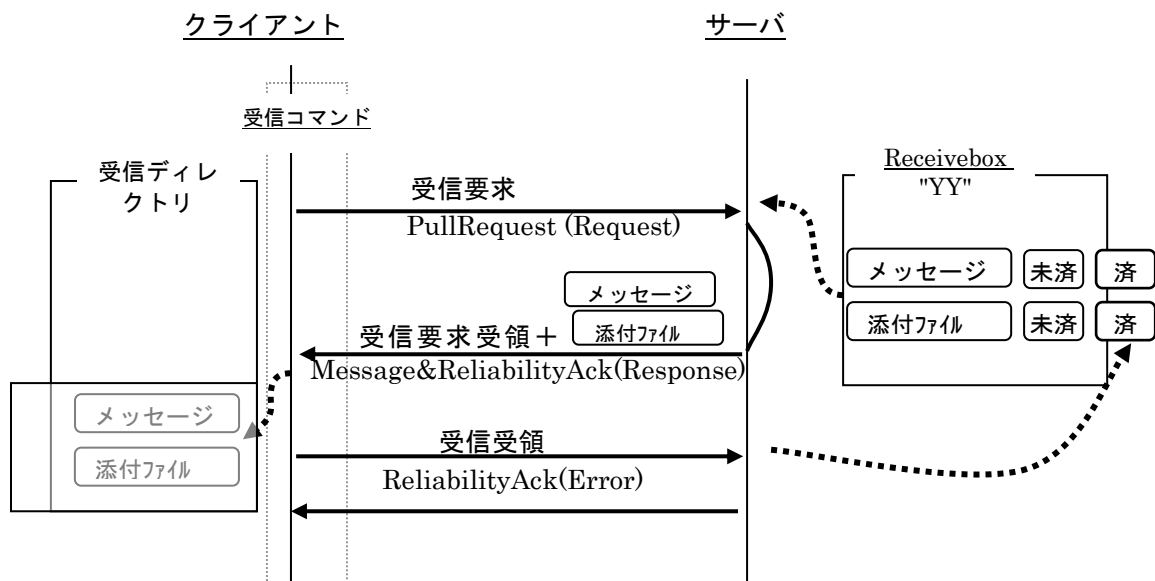 クライアント
サーバ
受信コマンド
受信ディレ
クトリ
受信要求
PullRequest (Request)
Receivebox
"YY"
メッセージ 未済 済
添付ファイル 未済 済
メッセージ
添付ファイル
受信要求受領＋
Message&ReliabilityAck(Response)
メッセージ
添付ファイル
受信受領
ReliabilityAck(Error)